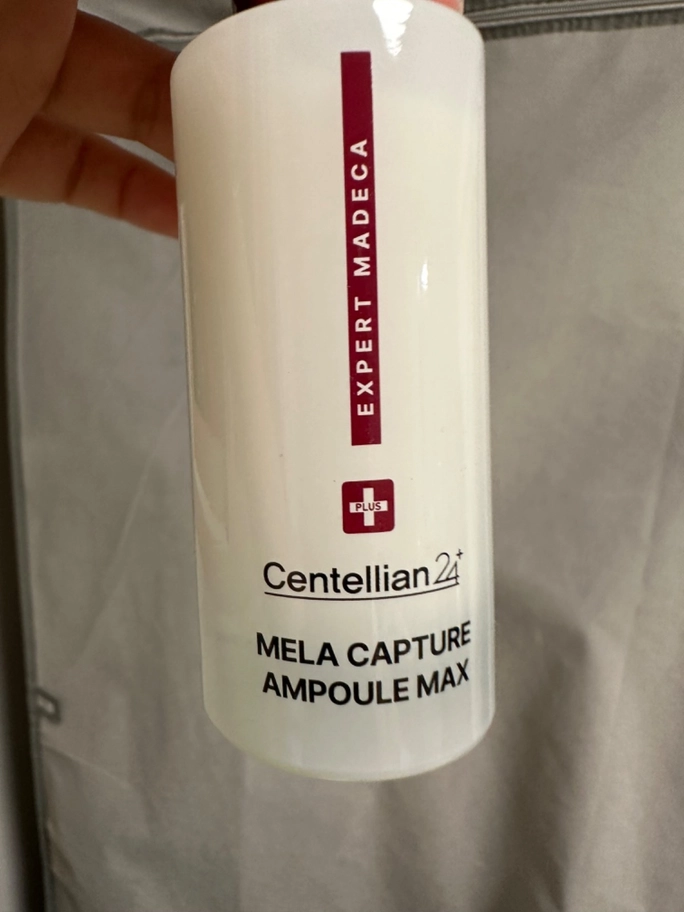 EXPERT MADECA
PLUS
Centellian24+
MELA CAPTURE
AMPOULE MAX